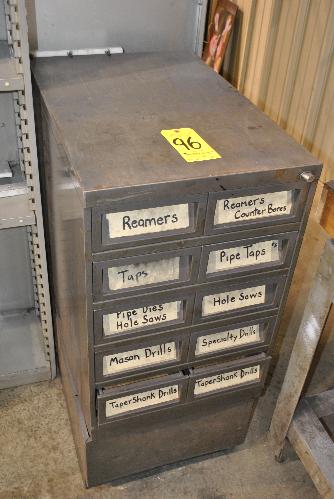 96
Reamers
Reamers
Counter Bores
Taps
Pipe Taps
Pipe Dies
Hole Saws
Hole Saws
Mason Drills
Specialty Drills
TaperShank Drills
TaperShank Drills